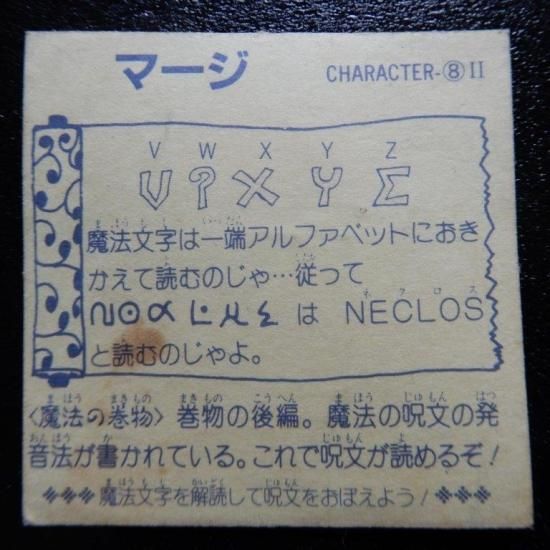 マージ CHARACTER-⑧II
V W X Y Z
魔法文字は一端アルファベットにおき
かえて読むのじゃ…従って
は NECLOS
と読むのじゃよ。
〈魔法の巻物〉巻物の後編。魔法の呪文の発
音法が書かれている。これで呪文が読めるぞ！
魔法文字を解読して呪文をおぼえよう！